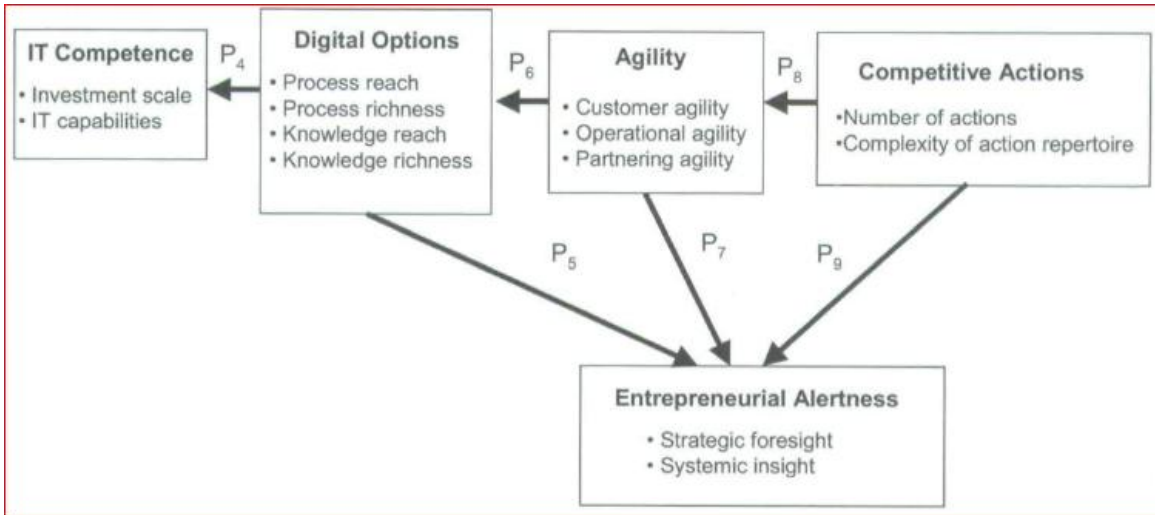 IT Competence
• Investment scale
• IT capabilities
P4
Digital Options
• Process reach
• Process richness
• Knowledge reach
• Knowledge richness
P6
Agility
• Customer agility
• Operational agility
• Partnering agility
P8
Competitive Actions
•Number of actions
•Complexity of action repertoire
P5
P7
P9
Entrepreneurial Alertness
• Strategic foresight
• Systemic insight